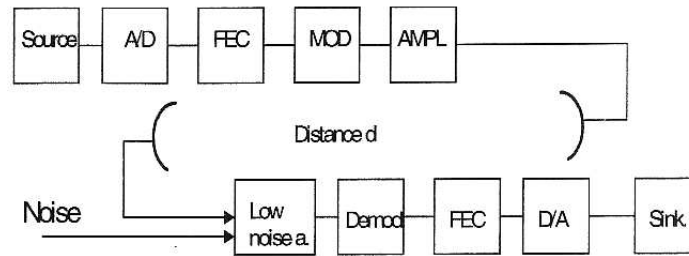 Source A/D FEC MOD AMPL
Distance d
Noise
Low noise a. Demod FEC D/A Sink.